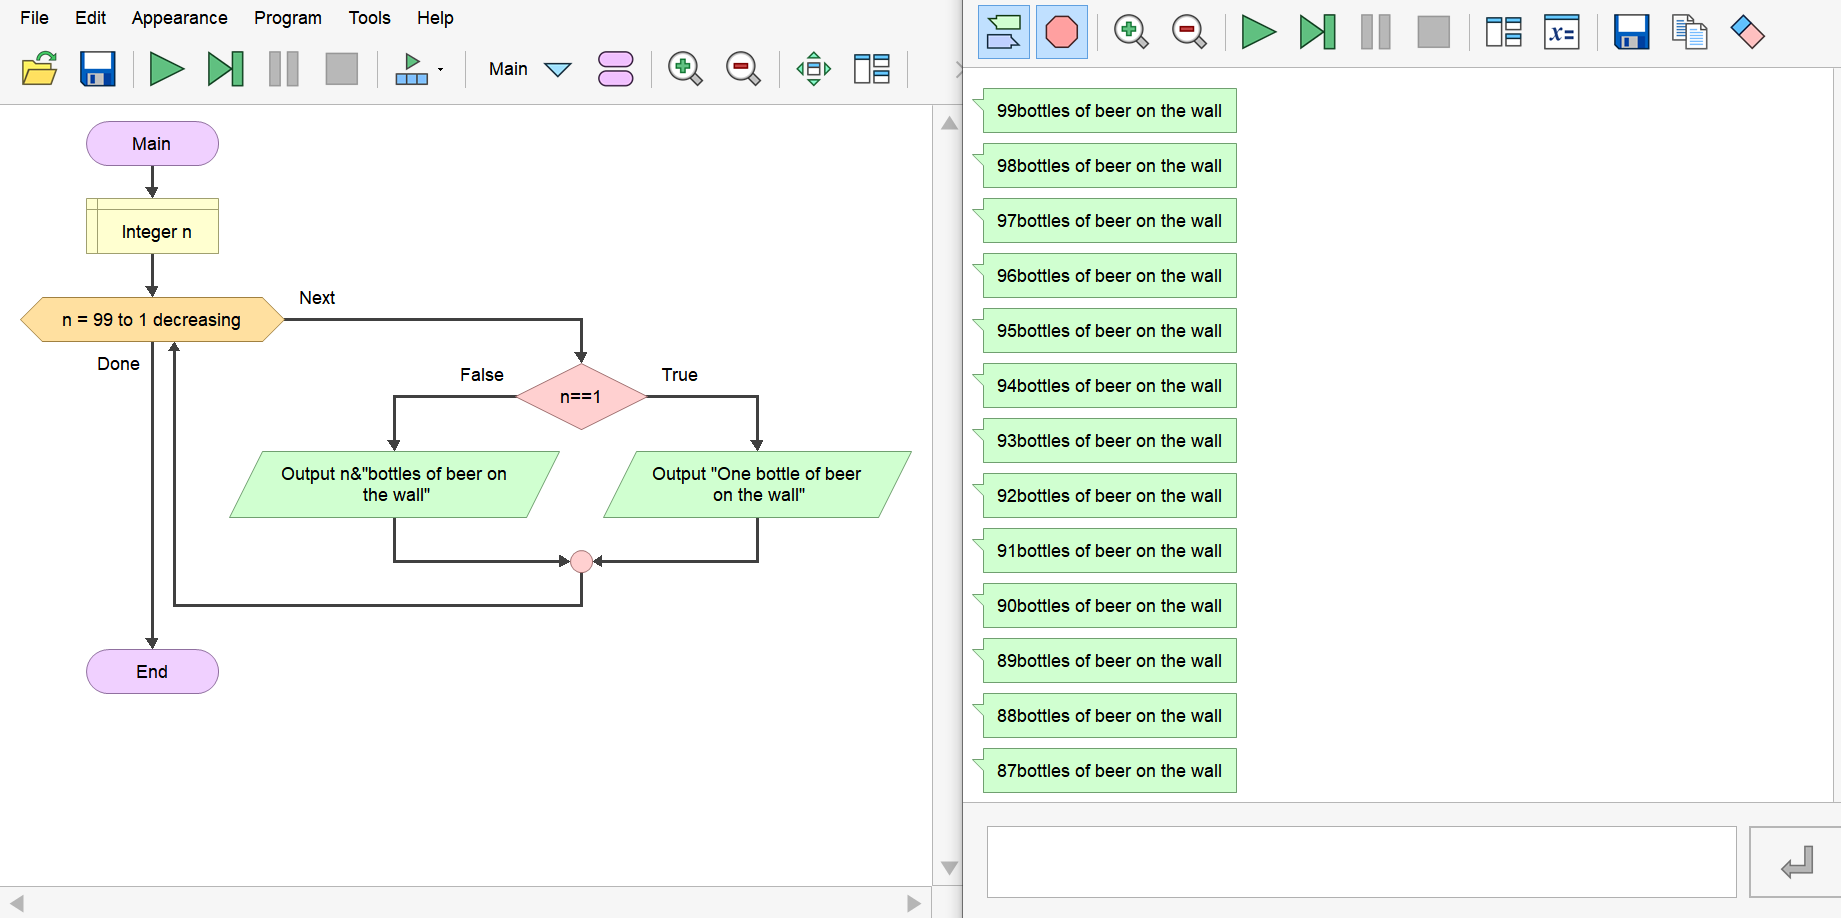 File Edit Appearance Program Tools Help
Main
Main
Integer n
n = 99 to 1 decreasing
Next
Done
False
True
n==1
Output n&"bottles of beer on
the wall"
Output "One bottle of beer
on the wall"
End
x=
99bottles of beer on the wall
98bottles of beer on the wall
97bottles of beer on the wall
96bottles of beer on the wall
95bottles of beer on the wall
94bottles of beer on the wall
93bottles of beer on the wall
92bottles of beer on the wall
91bottles of beer on the wall
90bottles of beer on the wall
89bottles of beer on the wall
88bottles of beer on the wall
87bottles of beer on the wall